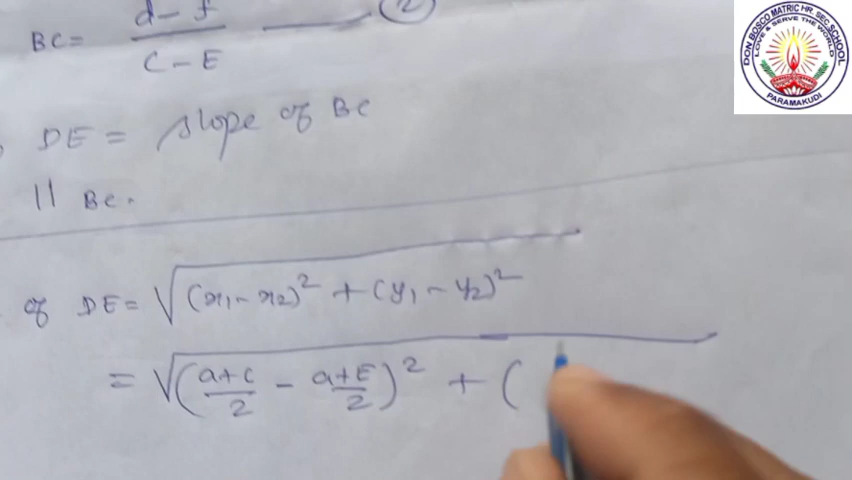 BC = d-f / C-E ——— ②
DE = slope of BC
|| BC.
of DE = √(x₁-x₂)² + (y₁-y₂)²
= √(a+C/2 - a+E/2)² + (
DON BOSCO MATRIC HR. SEC. SCHOOL
LOVE & SERVE THE WORLD
PARAMAKUDI